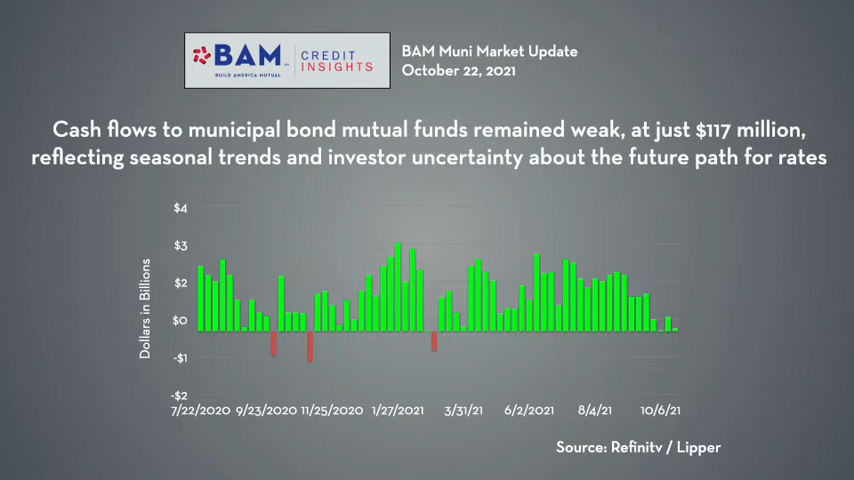 BAM
BUILD AMERICA MUTUAL
CREDIT
INSIGHTS
BAM Muni Market Update
October 22, 2021
Cash flows to municipal bond mutual funds remained weak, at just $117 million,
reflecting seasonal trends and investor uncertainty about the future path for rates
Dollars in Billions
$4
$3
$2
$0
-$1
-$2
7/22/2020 9/23/2020 11/25/2020 1/27/2021 3/31/21 6/2/2021 8/4/21 10/6/21
Source: Refinitv / Lipper